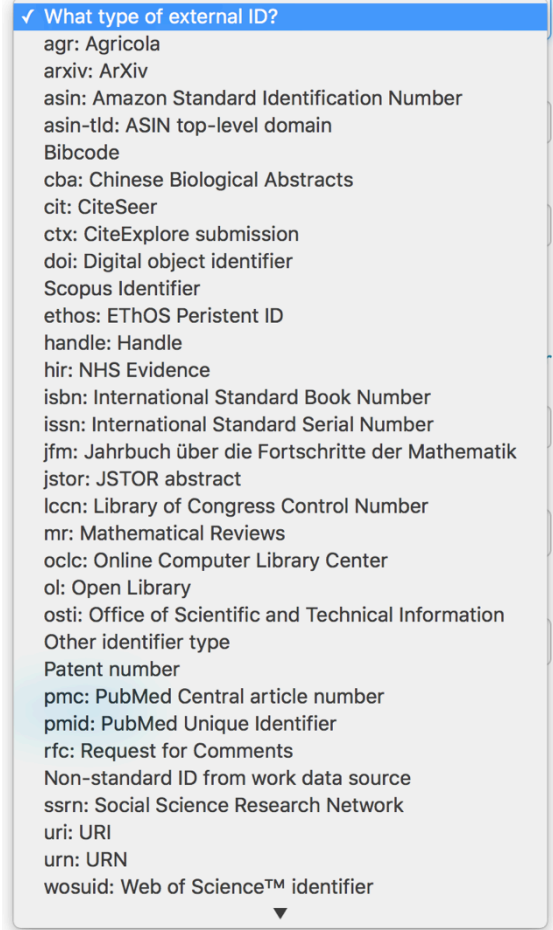 ✓ What type of external ID?
agr: Agricola
arxiv: ArXiv
asin: Amazon Standard Identification Number
asin-tld: ASIN top-level domain
Bibcode
cba: Chinese Biological Abstracts
cit: CiteSeer
ctx: CiteExplore submission
doi: Digital object identifier
Scopus Identifier
ethos: EThOS Peristent ID
handle: Handle
hir: NHS Evidence
isbn: International Standard Book Number
issn: International Standard Serial Number
jfm: Jahrbuch über die Fortschritte der Mathematik
jstor: JSTOR abstract
lccn: Library of Congress Control Number
mr: Mathematical Reviews
oclc: Online Computer Library Center
ol: Open Library
osti: Office of Scientific and Technical Information
Other identifier type
Patent number
pmc: PubMed Central article number
pmid: PubMed Unique Identifier
rfc: Request for Comments
Non-standard ID from work data source
ssrn: Social Science Research Network
uri: URI
urn: URN
wosuid: Web of Science™ identifier